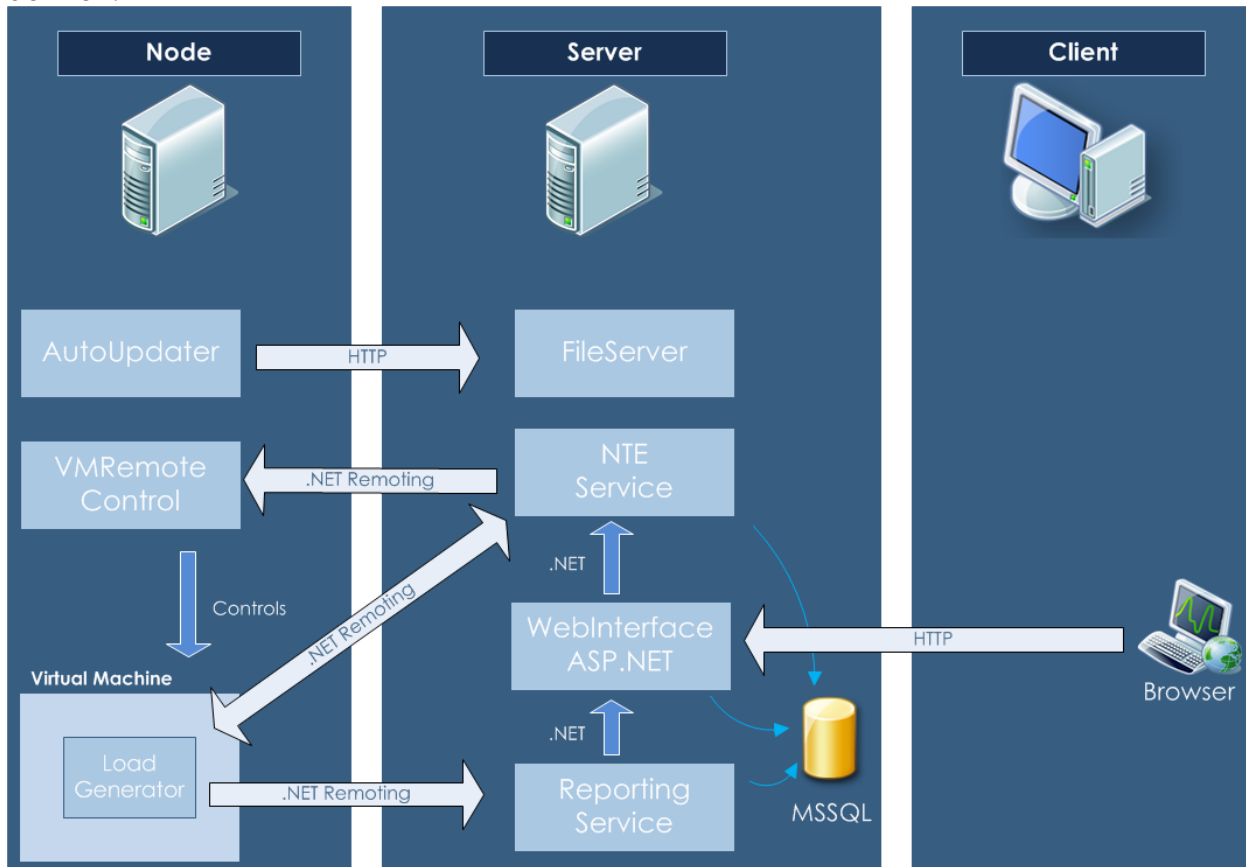 Node
Server
Client
AutoUpdater
HTTP
FileServer
VMRemote
Control
.NET Remoting
NTE
Service
.NET
Controls
.NET Remoting
WebInterface
ASP.NET
HTTP
Browser
Virtual Machine
Load
Generator
.NET Remoting
.NET
Reporting
Service
MSSQL